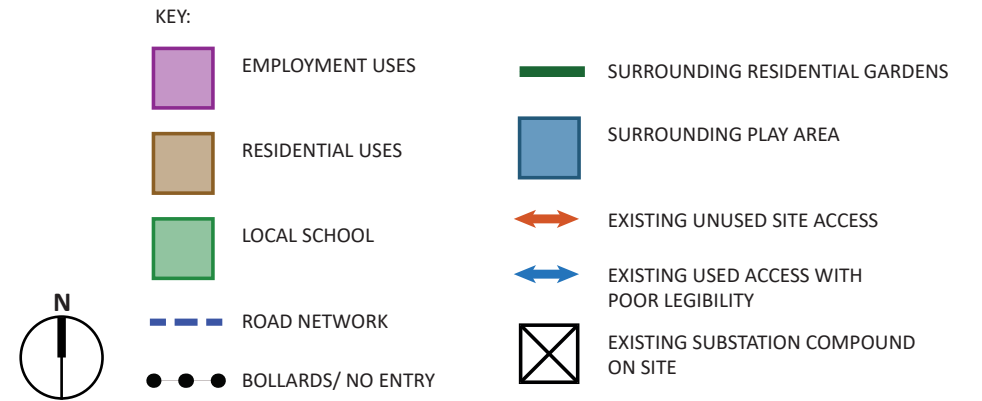 KEY:
EMPLOYMENT USES
RESIDENTIAL USES
LOCAL SCHOOL
N
ROAD NETWORK
BOLLARDS/ NO ENTRY
SURROUNDING RESIDENTIAL GARDENS
SURROUNDING PLAY AREA
EXISTING UNUSED SITE ACCESS
EXISTING USED ACCESS WITH
POOR LEGIBILITY
EXISTING SUBSTATION COMPOUND
ON SITE